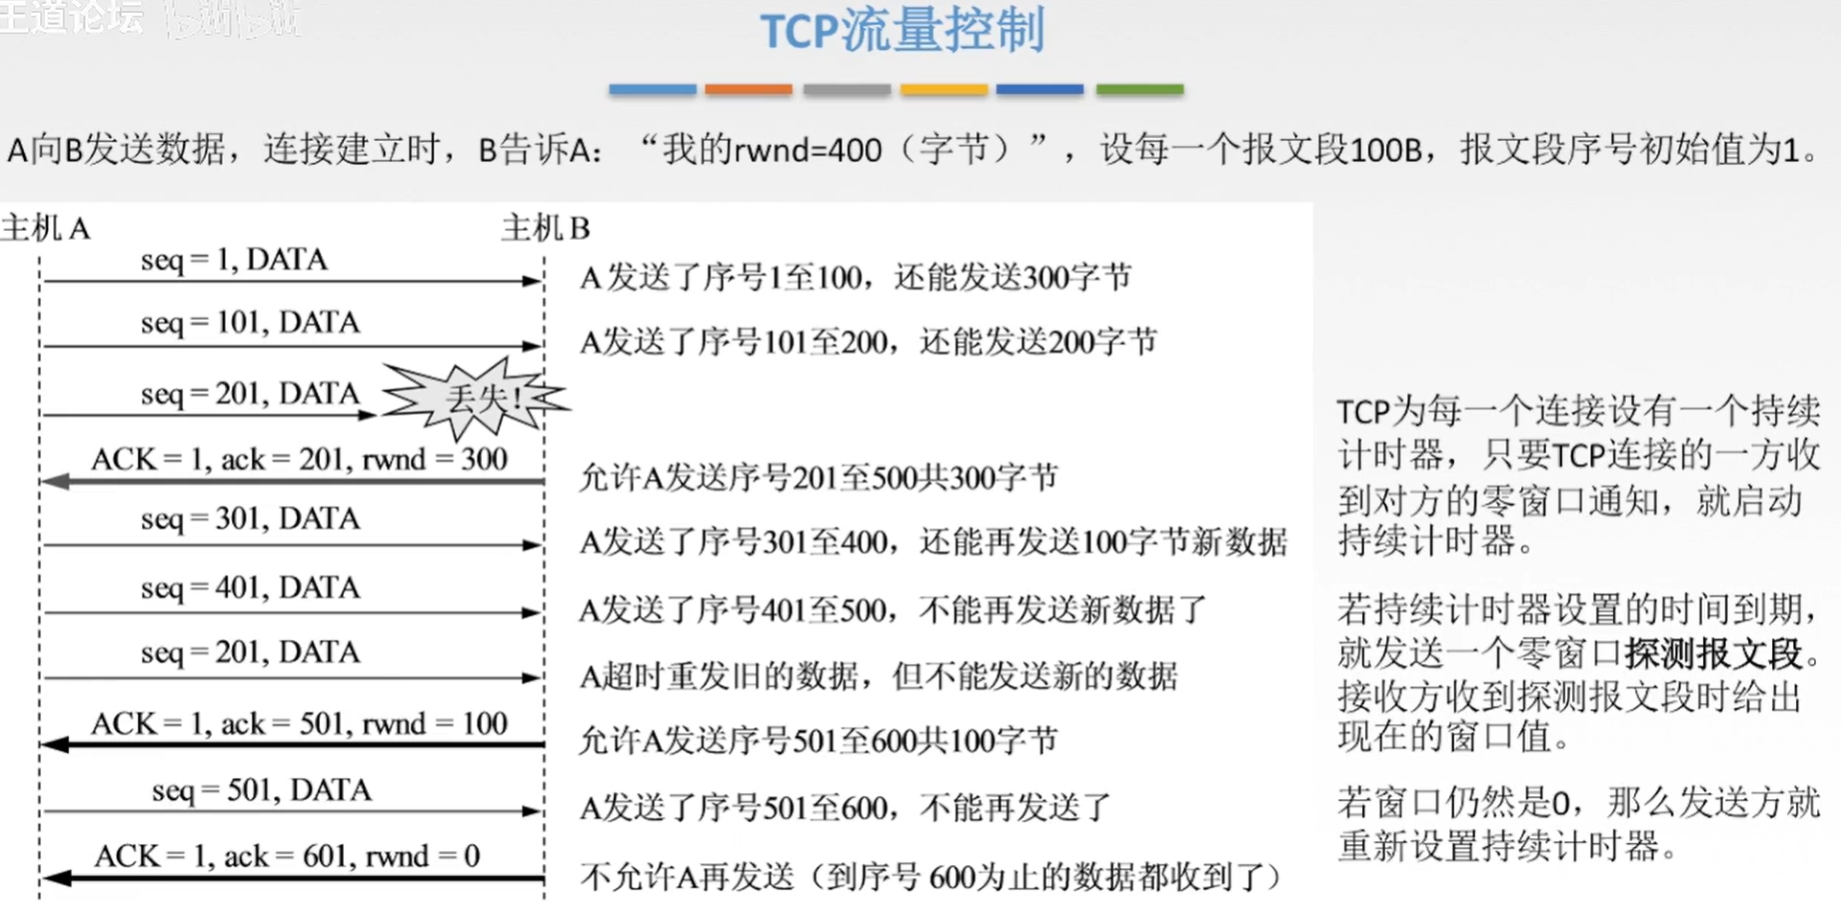 王道论坛 bilibili
TCP流量控制
A向B发送数据，连接建立时，B告诉A：“我的rwnd=400（字节）”，设每一个报文段100B，报文段序号初始值为1。
主机A 主机B
seq = 1, DATA
A发送了序号1至100，还能发送300字节
seq = 101, DATA
A发送了序号101至200，还能发送200字节
seq = 201, DATA
丢失！
ACK = 1, ack = 201, rwnd = 300
允许A发送序号201至500共300字节
seq = 301, DATA
A发送了序号301至400，还能再发送100字节新数据
seq = 401, DATA
A发送了序号401至500，不能再发送新数据了
seq = 201, DATA
A超时重发旧的数据，但不能发送新的数据
ACK = 1, ack = 501, rwnd = 100
允许A发送序号501至600共100字节
seq = 501, DATA
A发送了序号501至600，不能再发送了
ACK = 1, ack = 601, rwnd = 0
不允许A再发送（到序号 600为止的数据都收到了）
TCP为每一个连接设有一个持续
计时器，只要TCP连接的一方收
到对方的零窗口通知，就启动
持续计时器。
若持续计时器设置的时间到期，
就发送一个零窗口探测报文段。
接收方收到探测报文段时给出
现在的窗口值。
若窗口仍然是0，那么发送方就
重新设置持续计时器。